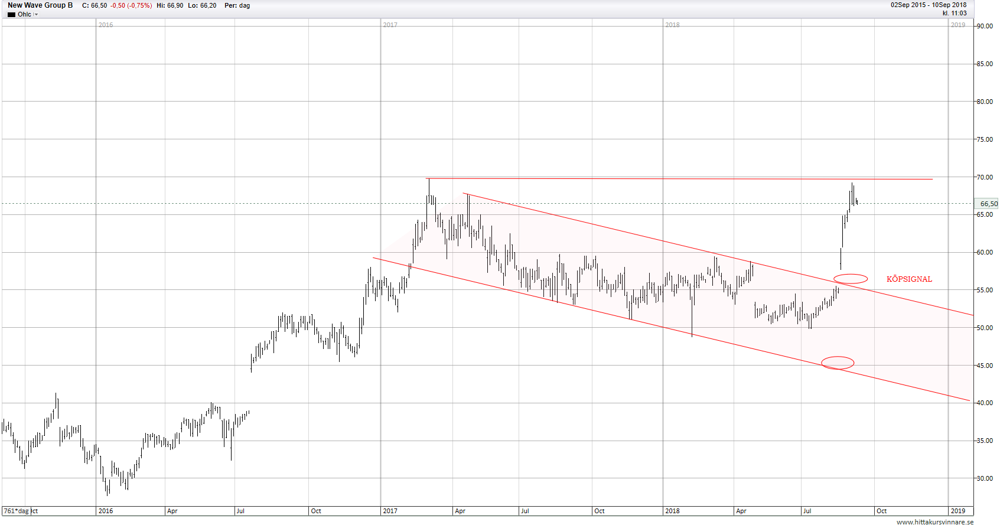 New Wave Group B C: 66,50 -0,50 (-0,75%) Hi: 66,90 Lo: 66,20 Per: dag 02Sep 2015 - 10Sep 2018
Ohlc kl. 11:03
2016 2017 2018 2019
90.00
85.00
80.00
75.00
70.00
66,50
65.00
60.00
KÖPSIGNAL
55.00
50.00
45.00
40.00
35.00
30.00
761*dag ct 2016 Apr Jul Oct 2017 Apr Jul Oct 2018 Apr Jul Oct 2019
www.hittakursvinnare.se